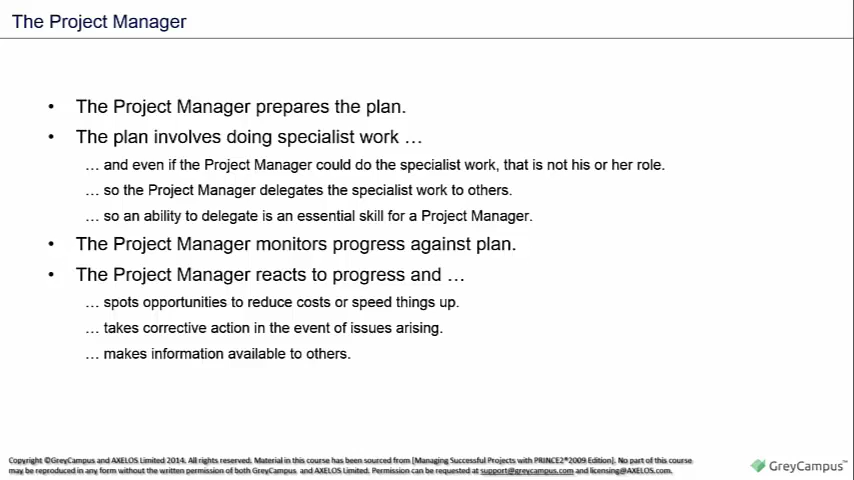 The Project Manager
• The Project Manager prepares the plan.
• The plan involves doing specialist work …
… and even if the Project Manager could do the specialist work, that is not his or her role.
… so the Project Manager delegates the specialist work to others.
… so an ability to delegate is an essential skill for a Project Manager.
• The Project Manager monitors progress against plan.
• The Project Manager reacts to progress and …
… spots opportunities to reduce costs or speed things up.
… takes corrective action in the event of issues arising.
… makes information available to others.
Copyright ©GreyCampus and AXELOS Limited 2014. All rights reserved. Material in this course has been sourced from [Managing Successful Projects with PRINCE2®2009 Edition]. No part of this course
may be reproduced in any form without the written permission of both GreyCampus and AXELOS Limited. Permission can be requested at support@greycampus.com and licensing@AXELOS.com.
GreyCampus™